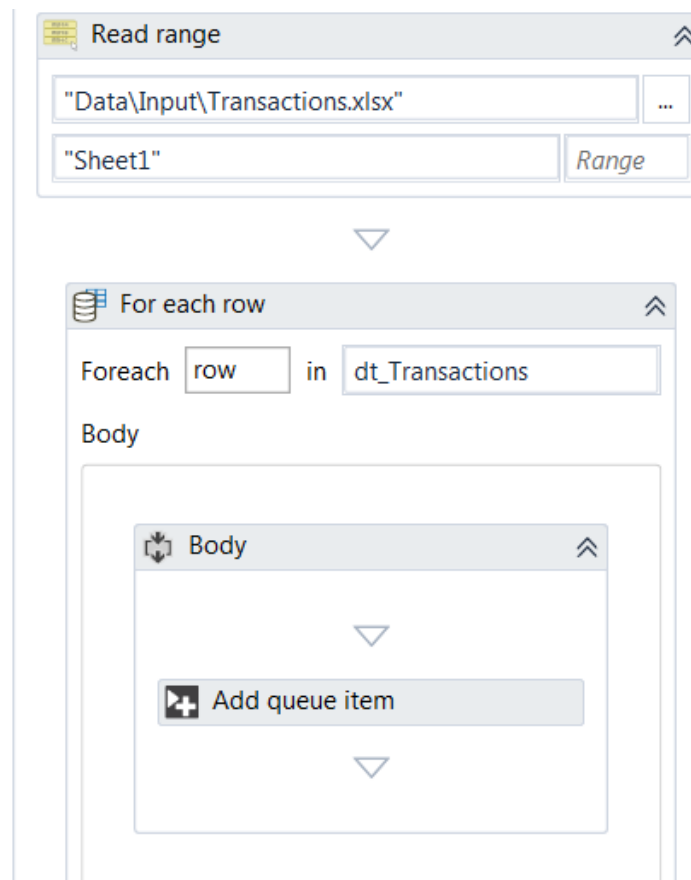 Read range
"Data\Input\Transactions.xlsx" ...
"Sheet1" Range
For each row
Foreach row in dt_Transactions
Body
Body
Add queue item